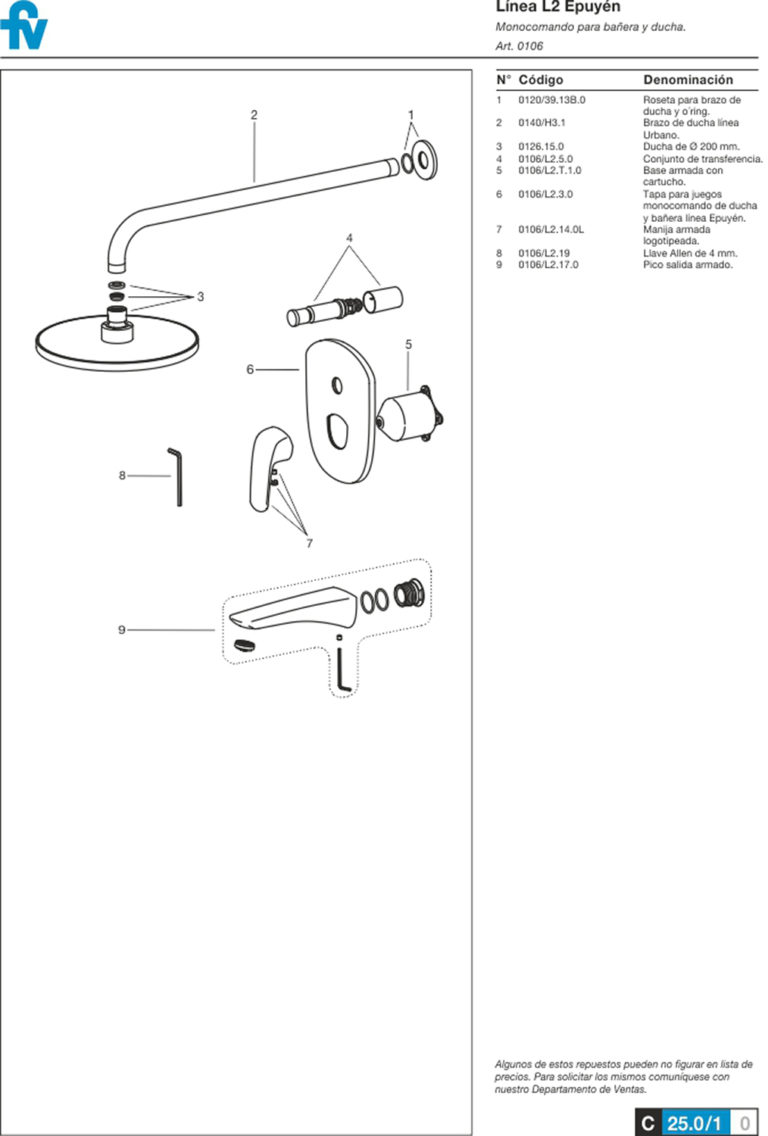 fv
Línea L2 Epuyén
Monocomando para bañera y ducha.
Art. 0106
N° Código Denominación
1 0120/39.13B.0 Roseta para brazo de
ducha y o´ring.
2 0140/H3.1 Brazo de ducha línea
Urbano.
3 0126.15.0 Ducha de Ø 200 mm.
4 0106/L2.5.0 Conjunto de transferencia.
5 0106/L2.T.1.0 Base armada con
cartucho.
6 0106/L2.3.0 Tapa para juegos
monocomando de ducha
y bañera línea Epuyén.
7 0106/L2.14.0L Manija armada
logotipeada.
8 0106/L2.19 Llave Allen de 4 mm.
9 0106/L2.17.0 Pico salida armado.
2
1
4
3
5
6
8
7
9
Algunos de estos repuestos pueden no figurar en lista de
precios. Para solicitar los mismos comuníquese con
nuestro Departamento de Ventas.
C 25.0/1 0